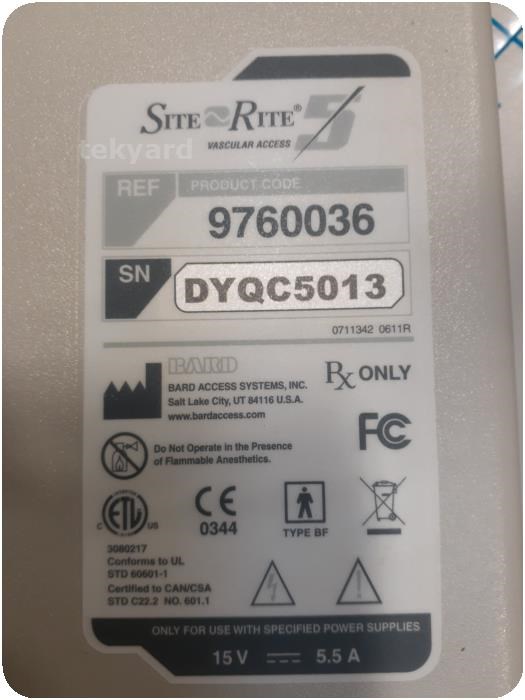 SITE~RITE® 5
VASCULAR ACCESS
tekyard
REF PRODUCT CODE
9760036
SN DYQC5013
0711342 0611R
BARD
BARD ACCESS SYSTEMS, INC.
Salt Lake City, UT 84116 U.S.A.
www.bardaccess.com
Rx ONLY
FC
Do Not Operate in the Presence
of Flammable Anesthetics.
INTERTEK
C ETL US
CE
0344
TYPE BF
3080217
Conforms to UL
STD 60601-1
Certified to CAN/CSA
STD C22.2 NO. 601.1
ONLY FOR USE WITH SPECIFIED POWER SUPPLIES
15 V ⎓ 5.5 A